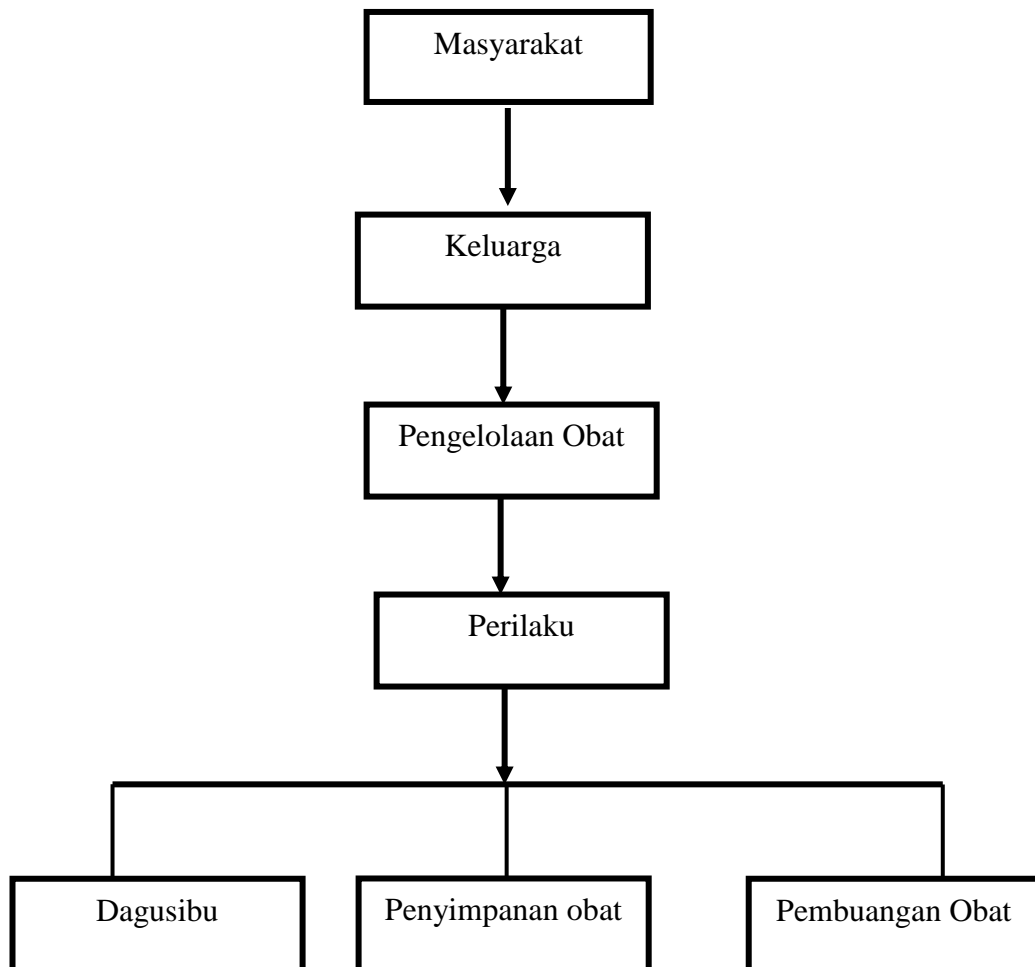 Masyarakat
Keluarga
Pengelolaan Obat
Perilaku
Dagusibu
Penyimpanan obat
Pembuangan Obat